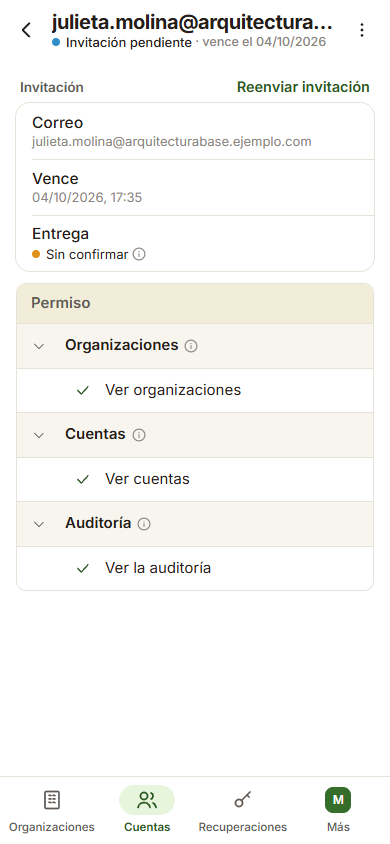 julieta.molina@arquitectura...
Invitación pendiente · vence el 04/10/2026
Invitación
Reenviar invitación
Correo
julieta.molina@arquitecturabase.ejemplo.com
Vence
04/10/2026, 17:35
Entrega
Sin confirmar
Permiso
Organizaciones
Ver organizaciones
Cuentas
Ver cuentas
Auditoría
Ver la auditoría
M
Organizaciones
Cuentas
Recuperaciones
Más